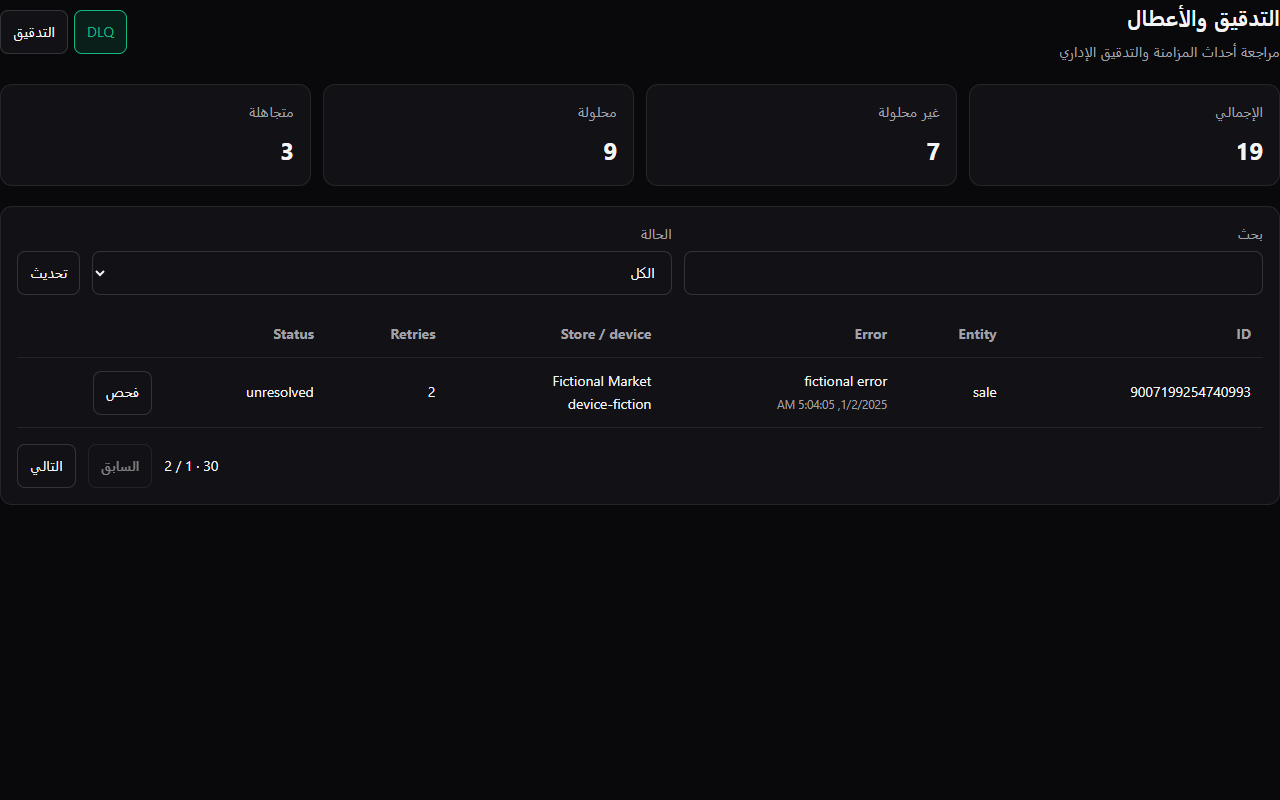 التدقيق والأعطال
مراجعة أحداث المزامنة والتدقيق الإداري
DLQ
التدقيق
الإجمالي
19
غير محلولة
7
محلولة
9
متجاهلة
3
بحث
الحالة
الكل
تحديث
ID
Entity
Error
Store / device
Retries
Status
9007199254740993
sale
fictional error
AM 5:04:05 ,1/2/2025
Fictional Market
device-fiction
2
unresolved
فحص
2 / 1 · 30
السابق
التالي